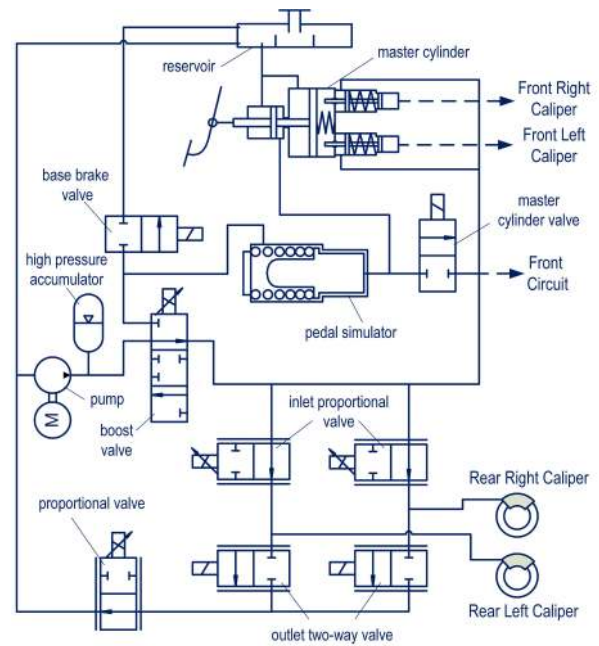 reservoir
master cylinder
Front Right
Caliper
Front Left
Caliper
base brake
valve
master
cylinder
valve
high pressure
accumulator
Front
Circuit
pedal simulator
pump
M
boost
valve
inlet proportional
valve
Rear Right Caliper
proportional valve
Rear Left Caliper
outlet two-way valve